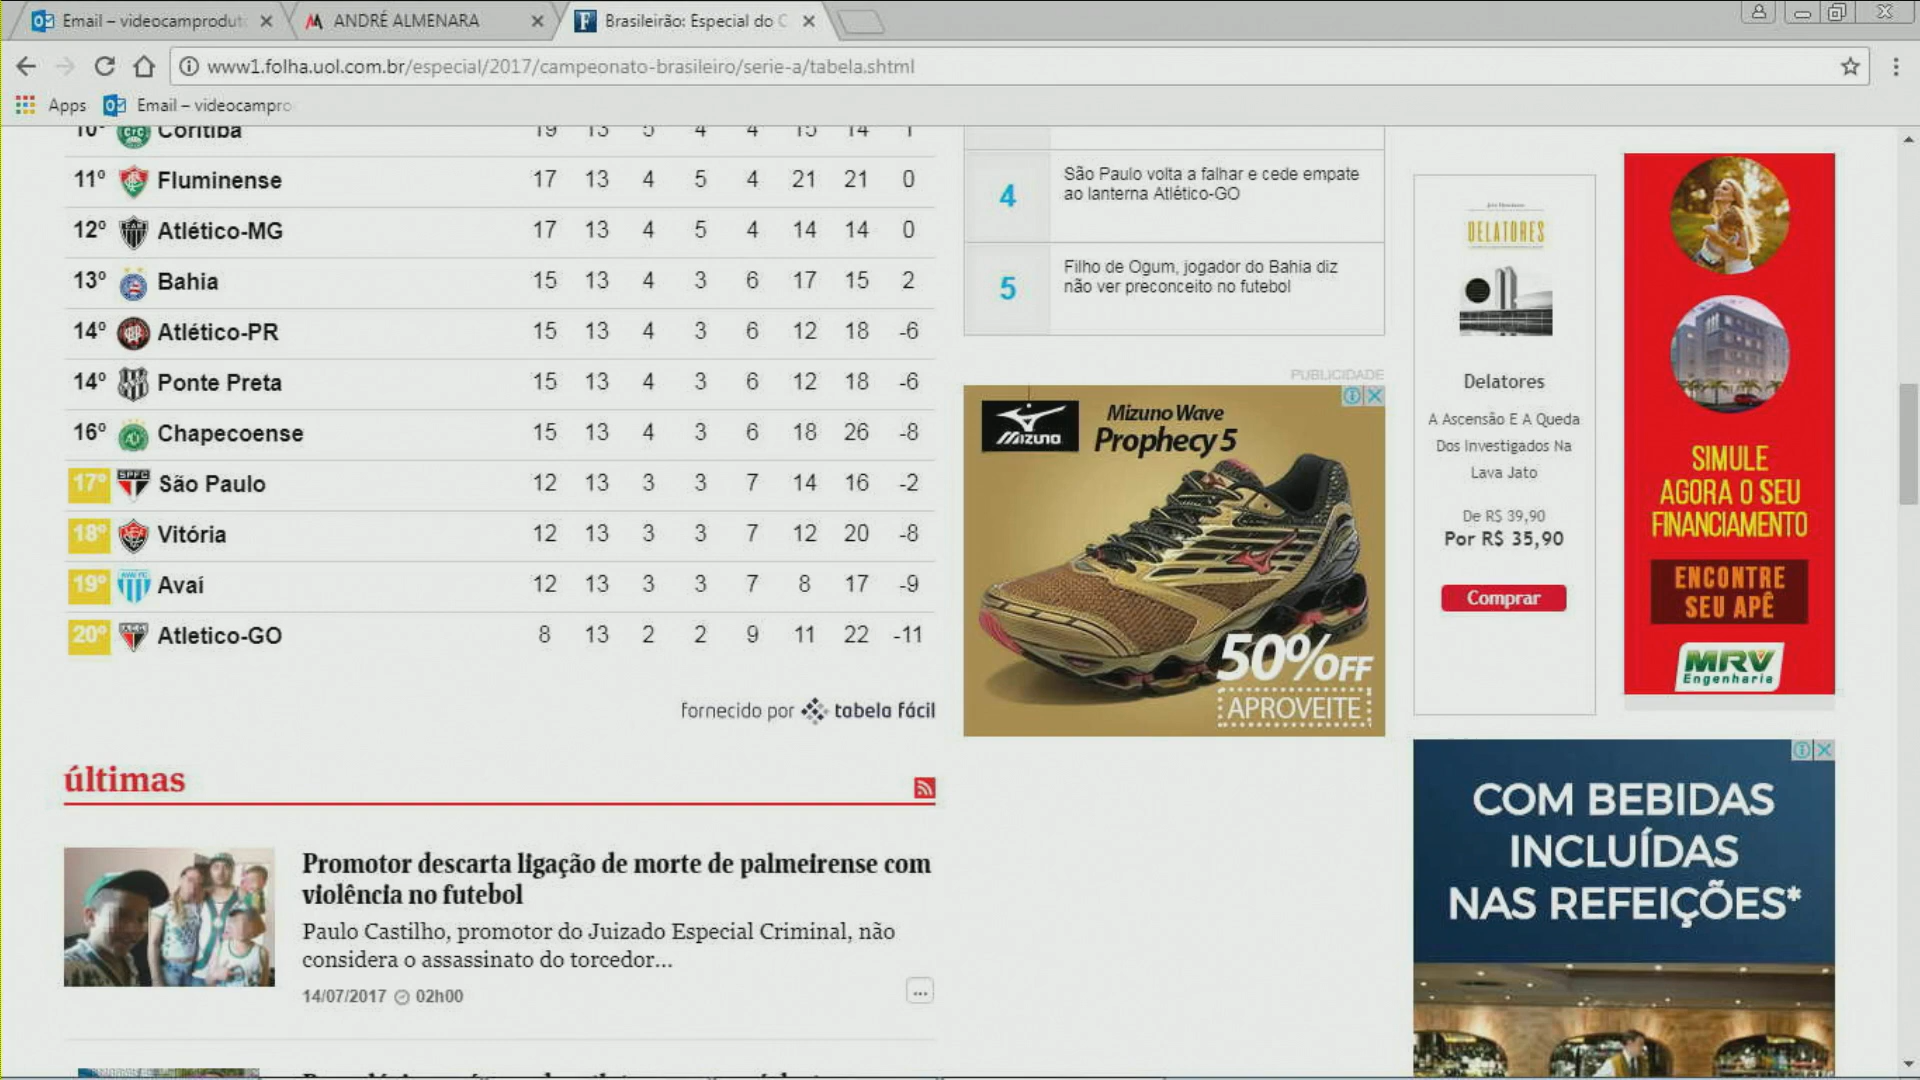 Email – videocamprodut
ANDRÉ ALMENARA
Brasileirão: Especial do C
www1.folha.uol.com.br/especial/2017/campeonato-brasileiro/serie-a/tabela.shtml
Apps
Email – videocampro
10º Coritiba 19 13 5 4 4 15 14 1
11º Fluminense 17 13 4 5 4 21 21 0
12º Atlético-MG 17 13 4 5 4 14 14 0
13º Bahia 15 13 4 3 6 17 15 2
14º Atlético-PR 15 13 4 3 6 12 18 -6
14º Ponte Preta 15 13 4 3 6 12 18 -6
16º Chapecoense 15 13 4 3 6 18 26 -8
17º São Paulo 12 13 3 3 7 14 16 -2
18º Vitória 12 13 3 3 7 12 20 -8
19º Avaí 12 13 3 3 7 8 17 -9
20º Atletico-GO 8 13 2 2 9 11 22 -11
fornecido por tabela fácil
últimas
Promotor descarta ligação de morte de palmeirense com
violência no futebol
Paulo Castilho, promotor do Juizado Especial Criminal, não
considera o assassinato do torcedor...
14/07/2017 02h00
...
4
São Paulo volta a falhar e cede empate
ao lanterna Atlético-GO
5
Filho de Ogum, jogador do Bahia diz
não ver preconceito no futebol
PUBLICIDADE
Mizuno
Mizuno Wave
Prophecy 5
50%OFF
APROVEITE
DELATORES
Delatores
A Ascensão E A Queda
Dos Investigados Na
Lava Jato
De R$ 39,90
Por R$ 35,90
Comprar
SIMULE
AGORA O SEU
FINANCIAMENTO
ENCONTRE
SEU APÊ
MRV
Engenharia
COM BEBIDAS
INCLUÍDAS
NAS REFEIÇÕES*